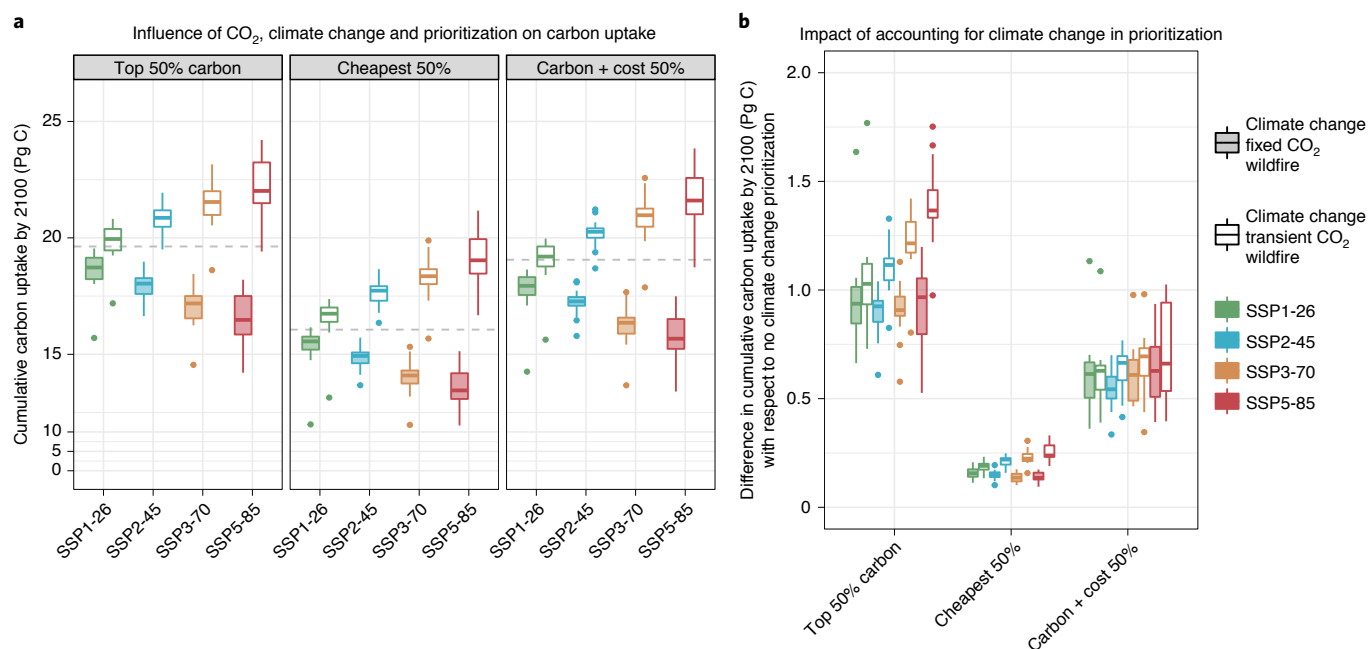 a
Influence of CO2, climate change and prioritization on carbon uptake
Top 50% carbon
Cheapest 50%
Carbon + cost 50%
Cumulative carbon uptake by 2100 (Pg C)
25
20
15
10
5
0
SSP1-26
SSP2-45
SSP3-70
SSP5-85
SSP1-26
SSP2-45
SSP3-70
SSP5-85
SSP1-26
SSP2-45
SSP3-70
SSP5-85
b
Impact of accounting for climate change in prioritization
Difference in cumulative carbon uptake by 2100 (Pg C)
with respect to no climate change prioritization
2.0
1.5
1.0
0.5
0
Top 50% carbon
Cheapest 50%
Carbon + cost 50%
Climate change
fixed CO2
wildfire
Climate change
transient CO2
wildfire
SSP1-26
SSP2-45
SSP3-70
SSP5-85